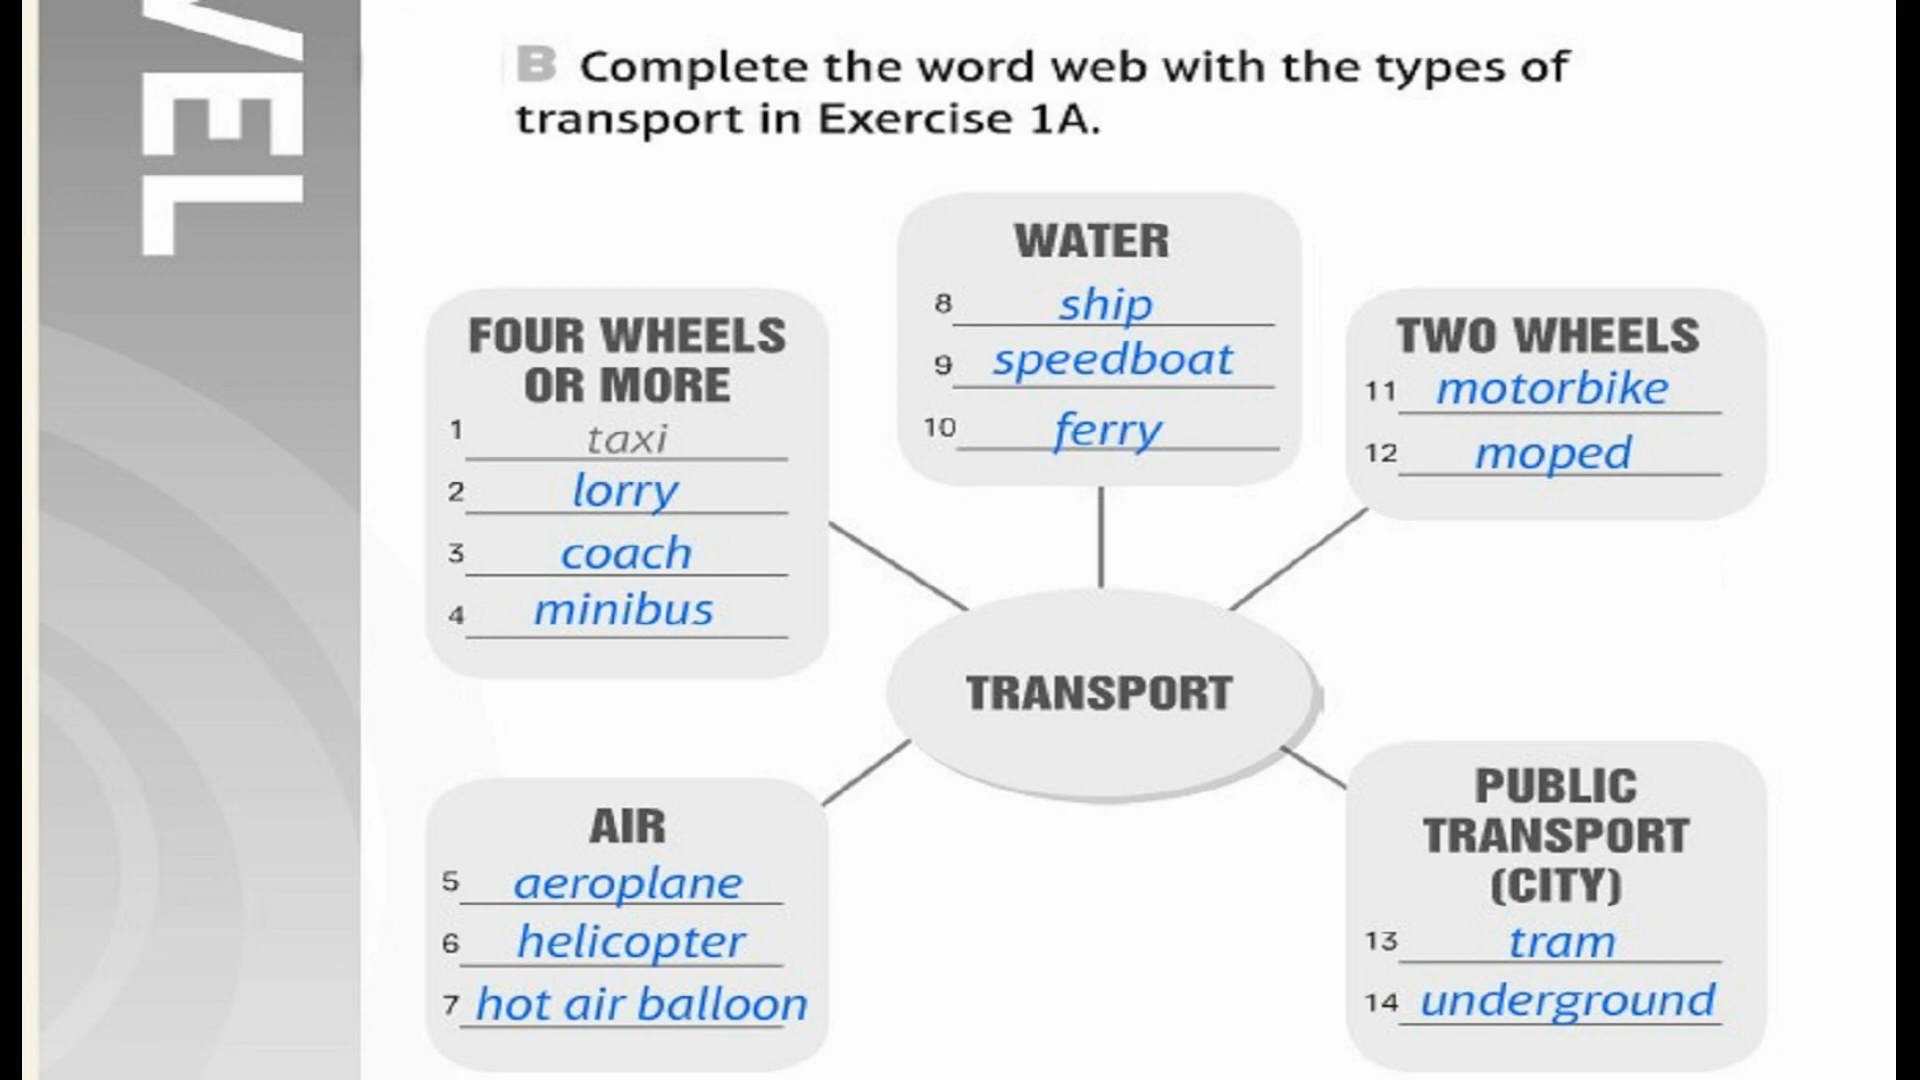 VEL
B Complete the word web with the types of
transport in Exercise 1A.
WATER
8 ship
9 speedboat
10 ferry
FOUR WHEELS
OR MORE
1 taxi
2 lorry
3 coach
4 minibus
TWO WHEELS
11 motorbike
12 moped
TRANSPORT
AIR
5 aeroplane
6 helicopter
7 hot air balloon
PUBLIC
TRANSPORT
(CITY)
13 tram
14 underground